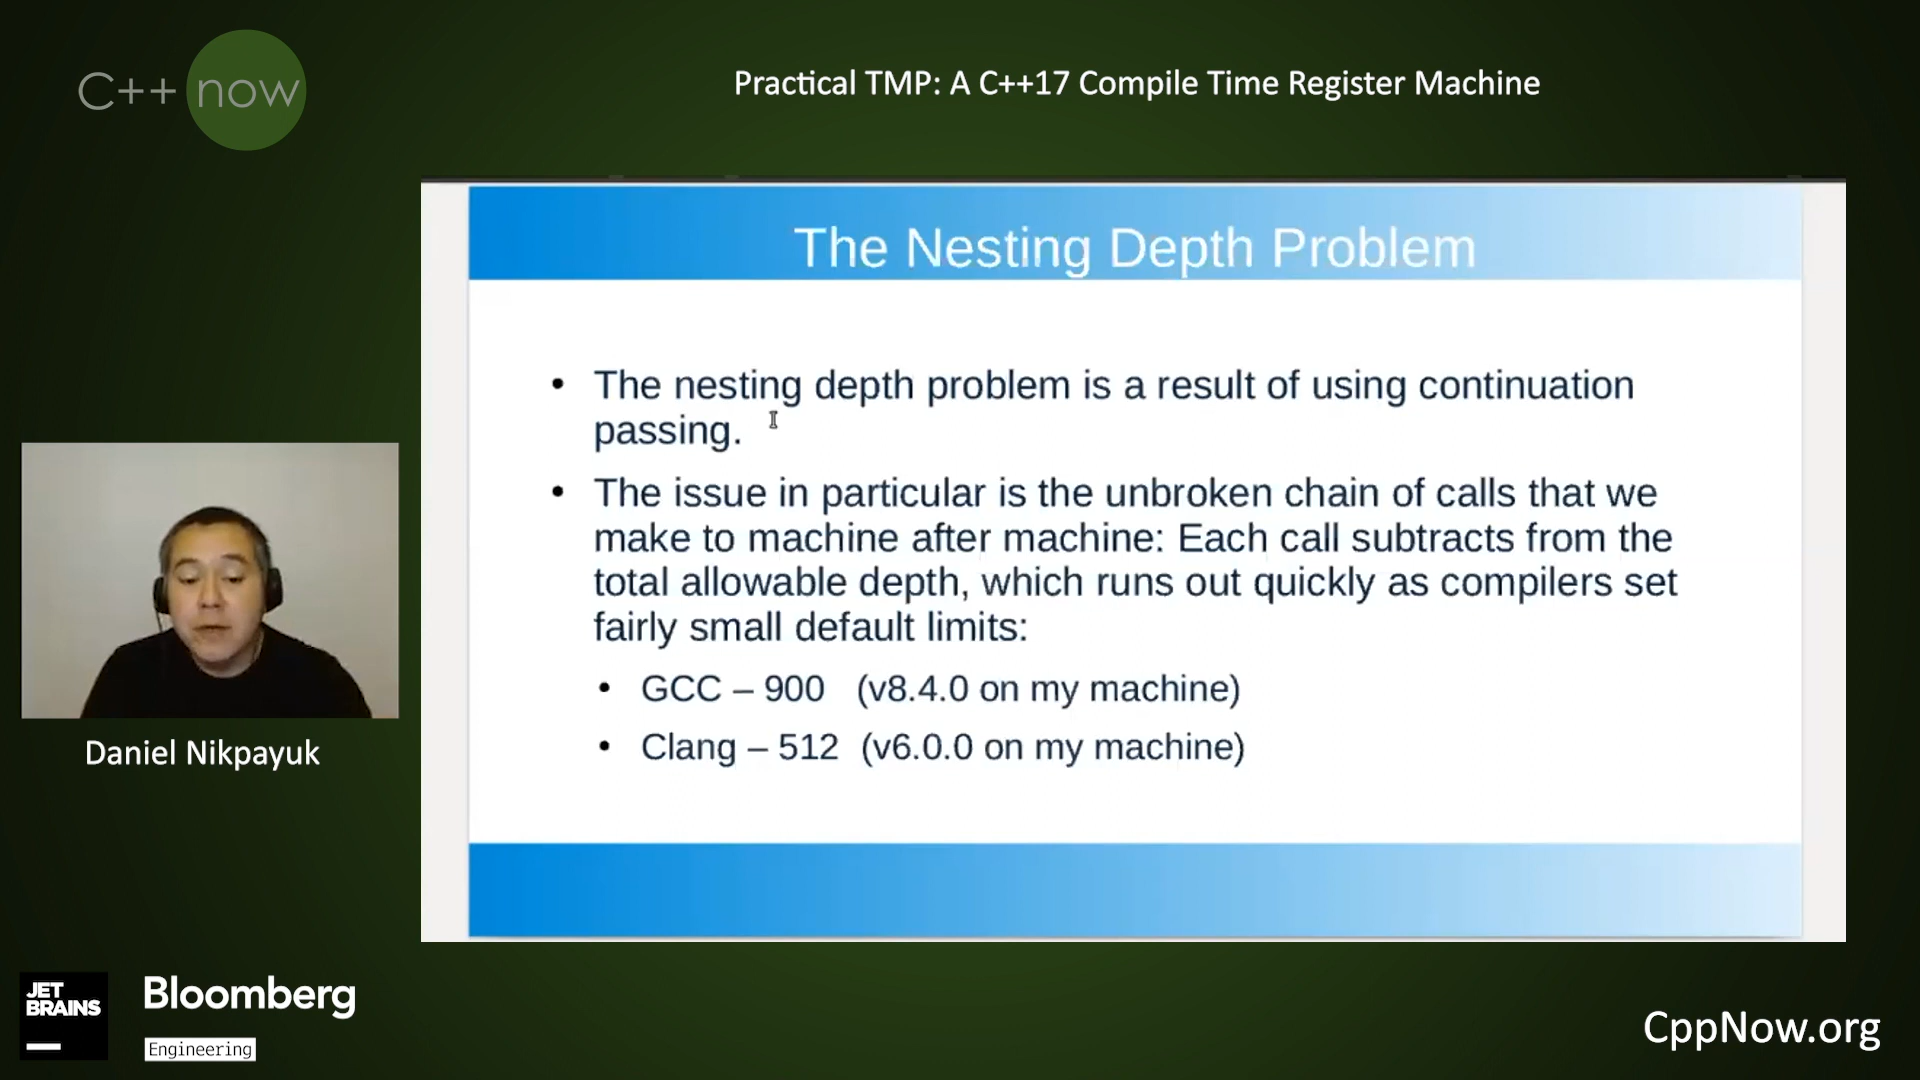 C++ now
Practical TMP: A C++17 Compile Time Register Machine
The Nesting Depth Problem
• The nesting depth problem is a result of using continuation
passing.
• The issue in particular is the unbroken chain of calls that we
make to machine after machine: Each call subtracts from the
total allowable depth, which runs out quickly as compilers set
fairly small default limits:
• GCC – 900 (v8.4.0 on my machine)
• Clang – 512 (v6.0.0 on my machine)
Daniel Nikpayuk
JET
BRAINS
Bloomberg
Engineering
CppNow.org